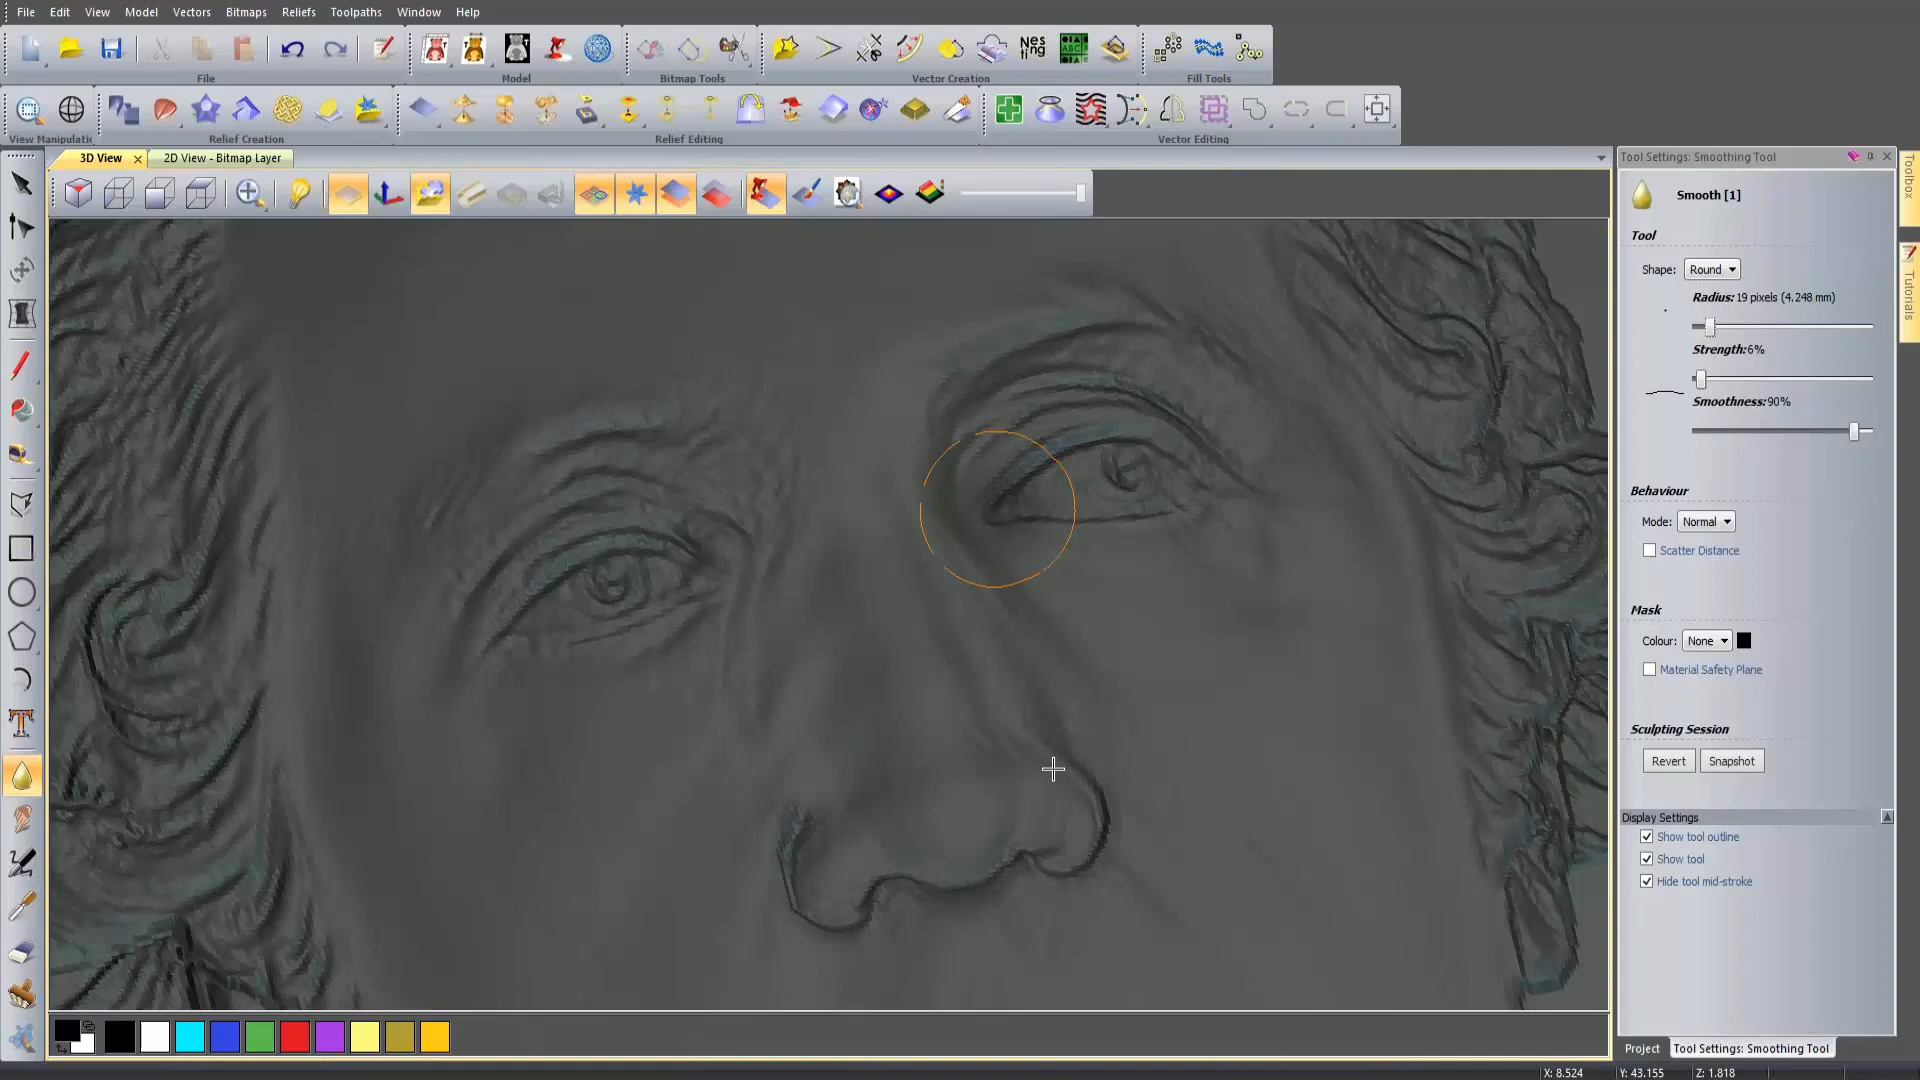 File Edit View Model Vectors Bitmaps Reliefs Toolpaths Window Help
Nes
ting
ABC
File Model Bitmap Tools Vector Creation Fill Tools
View Manipulatic Relief Creation Relief Editing Vector Editing
3D View 2D View - Bitmap Layer
Tool Settings: Smoothing Tool
Toolbox
Tutorials
Smooth [1]
Tool
Shape: Round
Radius: 19 pixels (4.248 mm)
Strength: 6%
Smoothness: 90%
Behaviour
Mode: Normal
Scatter Distance
Mask
Colour: None
Material Safety Plane
Sculpting Session
Revert Snapshot
Display Settings
Show tool outline
Show tool
Hide tool mid-stroke
T
Project Tool Settings: Smoothing Tool
X: 8.524 Y: 43.155 Z: 1.818